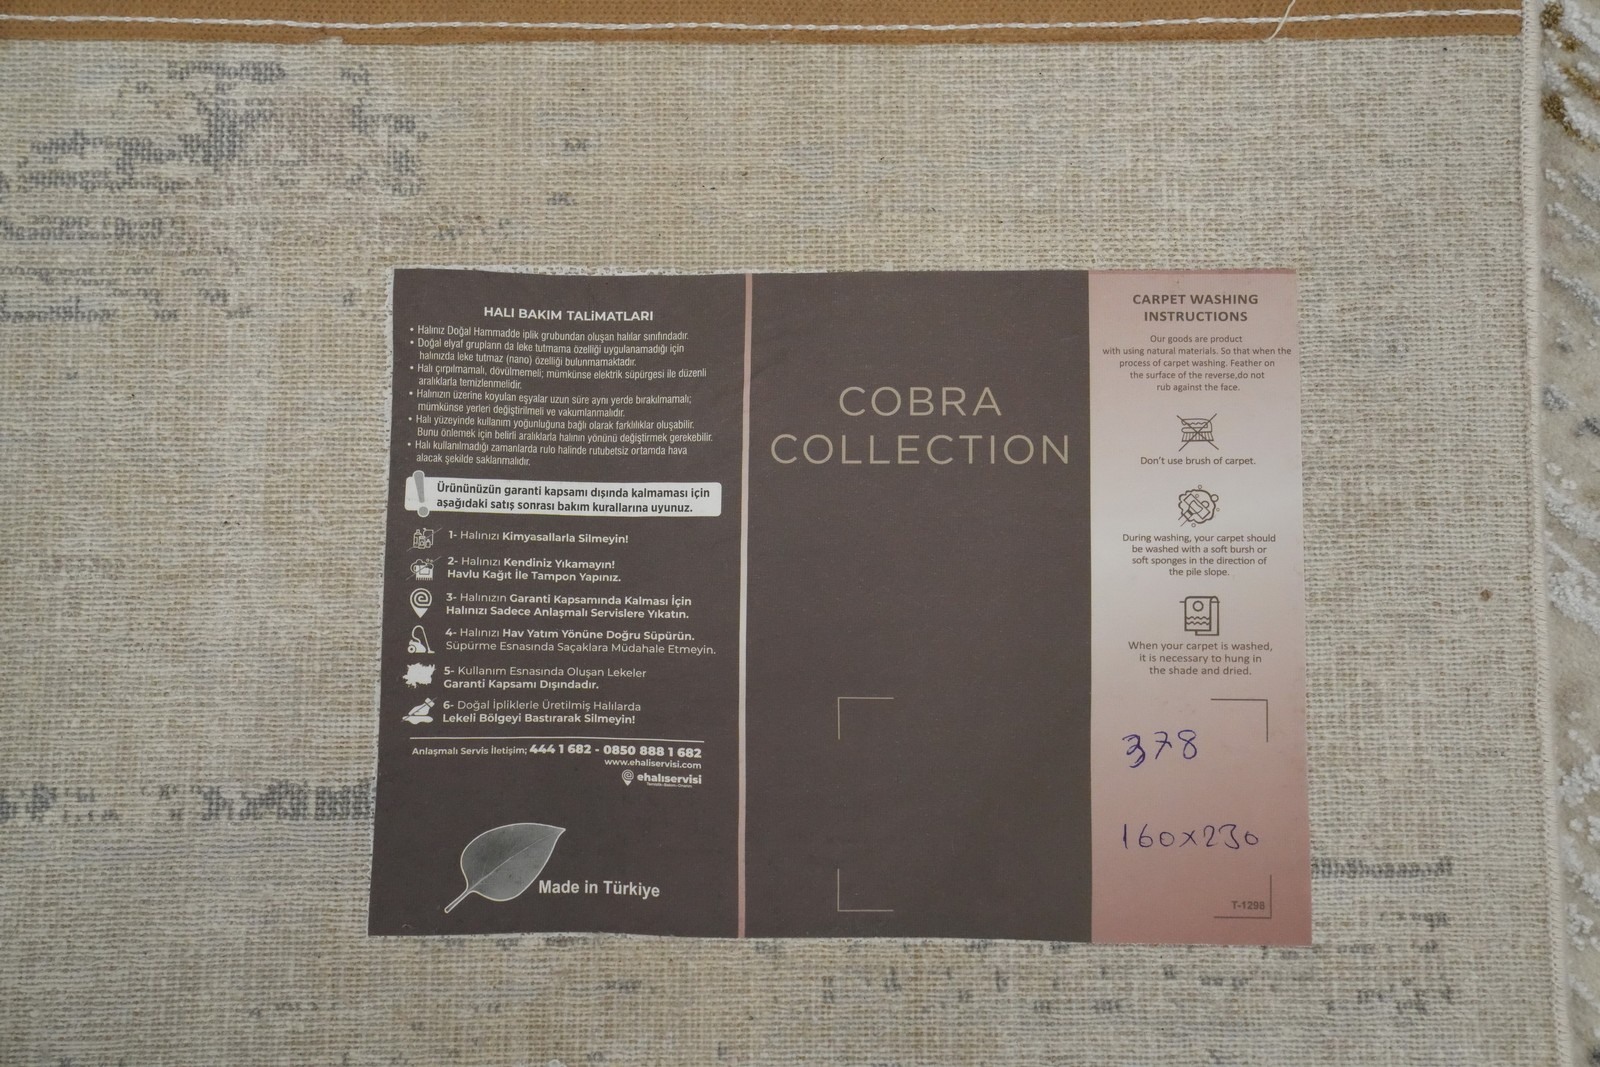 HALI BAKIM TALİMATLARI
• Halınız Doğal Hammadde iplik grubundan oluşan halılar sınıfındadır.
• Doğal elyaf grupların da leke tutmama özelliği uygulanamadığı için
halınızda leke tutmaz (nano) özelliği bulunmamaktadır.
• Halı çırpılmamalı, dövülmemeli; mümkünse elektrik süpürgesi ile düzenli
aralıklarla temizlenmelidir.
• Halınızın üzerine koyulan eşyalar uzun süre aynı yerde bırakılmamalı;
mümkünse yerleri değiştirilmeli ve vakumlanmalıdır.
• Halı yüzeyinde kullanım yoğunluğuna bağlı olarak farklılıklar oluşabilir.
Bunu önlemek için belirli aralıklarla halının yönünü değiştirmek gerekebilir.
• Halı kullanılmadığı zamanlarda rulo halinde rutubetsiz ortamda hava
alacak şekilde saklanmalıdır.
Ürününüzün garanti kapsamı dışında kalmaması için
aşağıdaki satış sonrası bakım kurallarına uyunuz.
1- Halınızı Kimyasallarla Silmeyin!
2- Halınızı Kendiniz Yıkamayın!
Havlu Kağıt İle Tampon Yapınız.
3- Halınızın Garanti Kapsamında Kalması İçin
Halınızı Sadece Anlaşmalı Servislere Yıkatın.
4- Halınızı Hav Yatım Yönüne Doğru Süpürün.
Süpürme Esnasında Saçaklara Müdahale Etmeyin.
5- Kullanım Esnasında Oluşan Lekeler
Garanti Kapsamı Dışındadır.
6- Doğal İpliklerle Üretilmiş Halılarda
Lekeli Bölgeyi Bastırarak Silmeyin!
Anlaşmalı Servis İletişim; 444 1 682 - 0850 888 1 682
www.ehaliservisi.com
ehalıservisi
Made in Türkiye
COBRA
COLLECTION
CARPET WASHING
INSTRUCTIONS
Our goods are product
with using natural materials. So that when the
process of carpet washing. Feather on
the surface of the reverse,do not
rub against the face.
Don't use brush of carpet.
During washing, your carpet should
be washed with a soft bursh or
soft sponges in the direction of
the pile slope.
When your carpet is washed,
it is necessary to hung in
the shade and dried.
378
160x230
T-1298